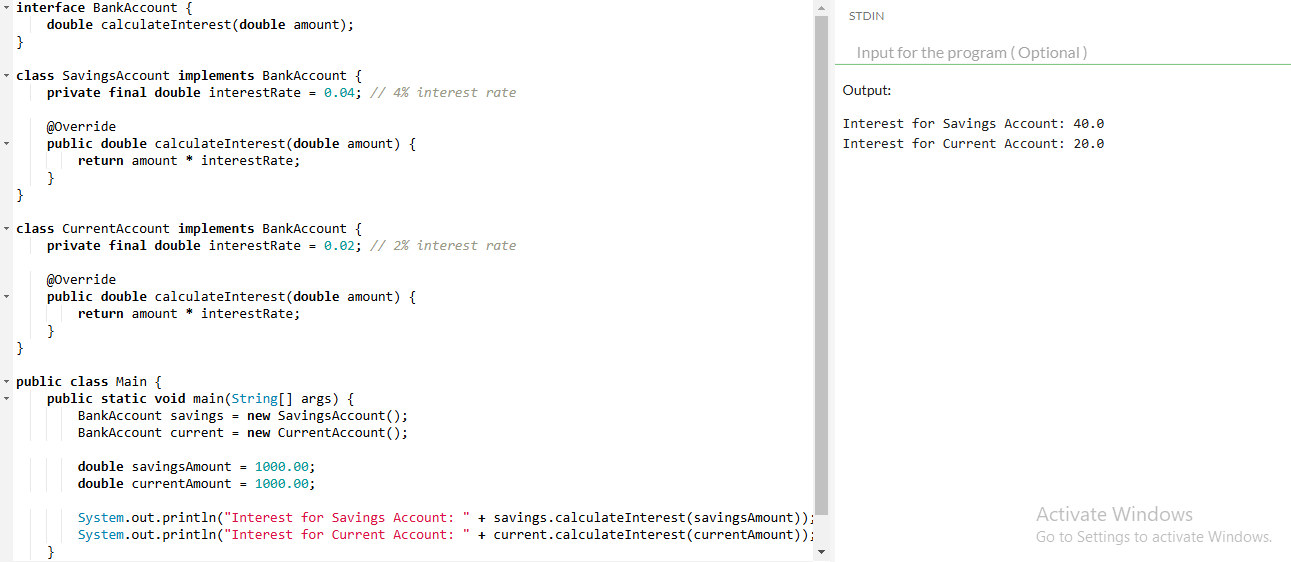 interface BankAccount {
    double calculateInterest(double amount);
}

class SavingsAccount implements BankAccount {
    private final double interestRate = 0.04; // 4% interest rate

    @Override
    public double calculateInterest(double amount) {
        return amount * interestRate;
    }
}

class CurrentAccount implements BankAccount {
    private final double interestRate = 0.02; // 2% interest rate

    @Override
    public double calculateInterest(double amount) {
        return amount * interestRate;
    }
}

public class Main {
    public static void main(String[] args) {
        BankAccount savings = new SavingsAccount();
        BankAccount current = new CurrentAccount();

        double savingsAmount = 1000.00;
        double currentAmount = 1000.00;

        System.out.println("Interest for Savings Account: " + savings.calculateInterest(savingsAmount));
        System.out.println("Interest for Current Account: " + current.calculateInterest(currentAmount));
    }
STDIN
Input for the program ( Optional )
Output:
Interest for Savings Account: 40.0
Interest for Current Account: 20.0
Activate Windows
Go to Settings to activate Windows.